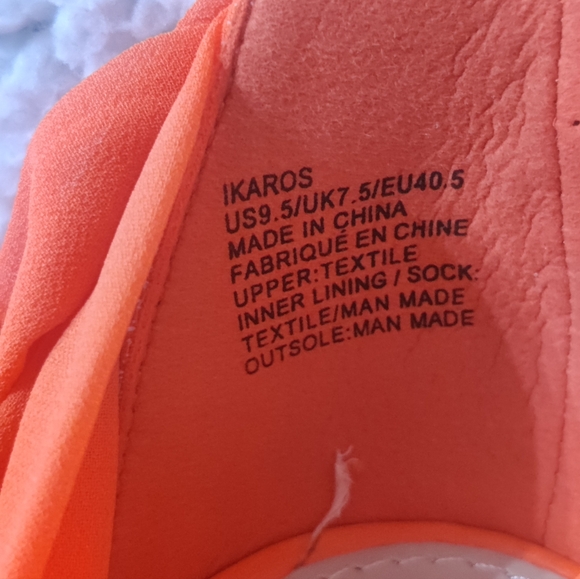 IKAROS
US9.5/UK7.5/EU40.5
MADE IN CHINA
FABRIQUÉ EN CHINE
UPPER:TEXTILE
INNER LINING / SOCK:
TEXTILE/MAN MADE
OUTSOLE:MAN MADE